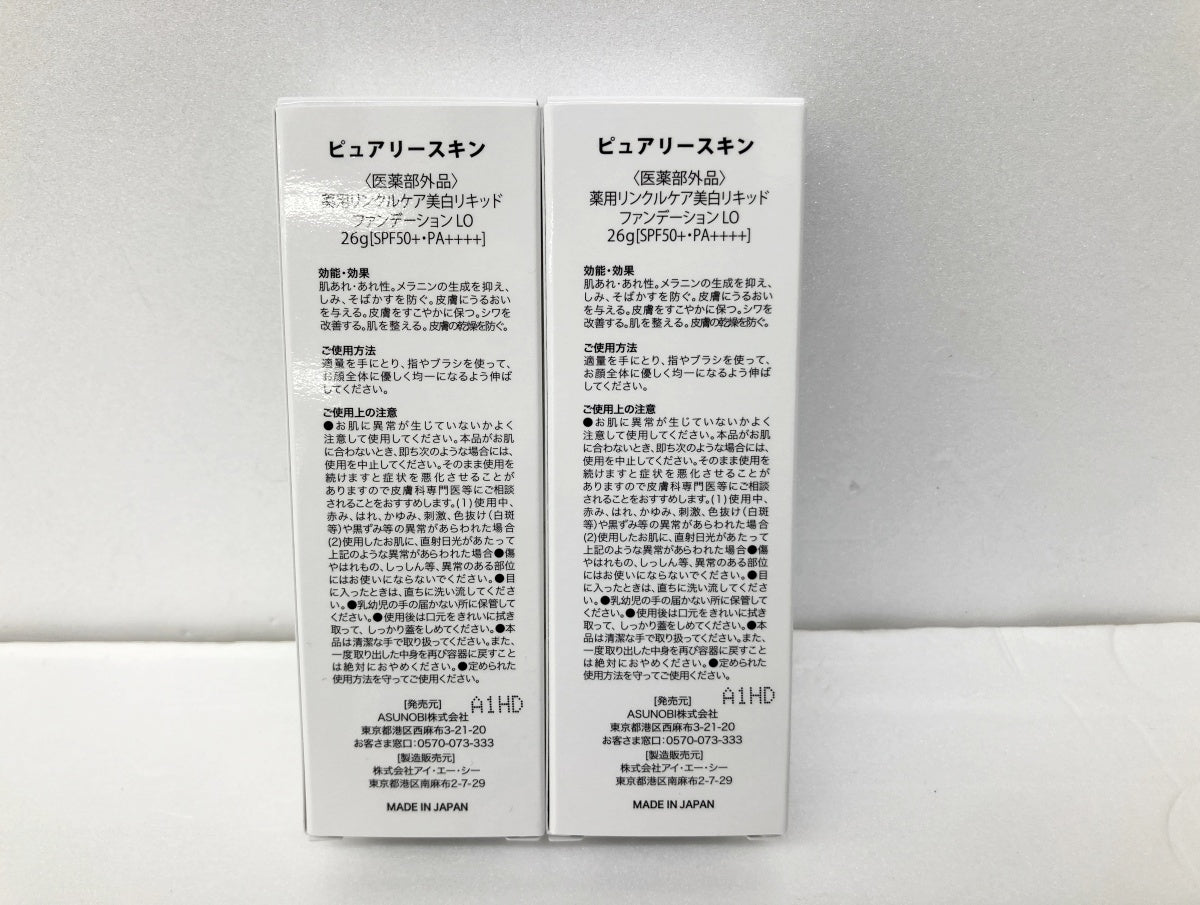 ピュアリースキン
〈医薬部外品〉
薬用リンクルケア美白リキッド
ファンデーション LO
26g[SPF50+・PA++++]
効能・効果
肌あれ・あれ性。メラニンの生成を抑え、
しみ、そばかすを防ぐ。皮膚にうるおい
を与える。皮膚をすこやかに保つ。シワを
改善する。肌を整える。皮膚の乾燥を防ぐ。
ご使用方法
適量を手にとり、指やブラシを使って、
お顔全体に優しく均一になるよう伸ば
してください。
ご使用上の注意
●お肌に異常が生じていないかよく
注意して使用してください。本品がお肌
に合わないとき、即ち次のような場合には、
使用を中止してください。そのまま使用を
続けますと症状を悪化させることが
ありますので皮膚科専門医等にご相談
されることをおすすめします。(1)使用中、
赤み、はれ、かゆみ、刺激、色抜け(白斑
等)や黒ずみ等の異常があらわれた場合
(2)使用したお肌に、直射日光があたって
上記のような異常があらわれた場合●傷
やはれもの、しっしん等、異常のある部位
にはお使いにならないでください。●目
に入ったときは、直ちに洗い流してくださ
い。●乳幼児の手の届かない所に保管して
ください。●使用後は口元をきれいに拭き
取って、しっかり蓋をしめてください。●本
品は清潔な手で取り扱ってください。また、
一度取り出した中身を再び容器に戻すこと
は絶対におやめください。●定められた
使用方法を守ってご使用ください。
[発売元] A1HD
ASUNOBI株式会社
東京都港区西麻布3-21-20
お客さま窓口:0570-073-333
[製造販売元]
株式会社アイ・エー・シー
東京都港区南麻布2-7-29
MADE IN JAPAN
ピュアリースキン
〈医薬部外品〉
薬用リンクルケア美白リキッド
ファンデーション LO
26g[SPF50+・PA++++]
効能・効果
肌あれ・あれ性。メラニンの生成を抑え、
しみ、そばかすを防ぐ。皮膚にうるおい
を与える。皮膚をすこやかに保つ。シワを
改善する。肌を整える。皮膚の乾燥を防ぐ。
ご使用方法
適量を手にとり、指やブラシを使って、
お顔全体に優しく均一になるよう伸ば
してください。
ご使用上の注意
●お肌に異常が生じていないかよく
注意して使用してください。本品がお肌
に合わないとき、即ち次のような場合には、
使用を中止してください。そのまま使用を
続けますと症状を悪化させることが
ありますので皮膚科専門医等にご相談
されることをおすすめします。(1)使用中、
赤み、はれ、かゆみ、刺激、色抜け(白斑
等)や黒ずみ等の異常があらわれた場合
(2)使用したお肌に、直射日光があたって
上記のような異常があらわれた場合●傷
やはれもの、しっしん等、異常のある部位
にはお使いにならないでください。●目
に入ったときは、直ちに洗い流してくださ
い。●乳幼児の手の届かない所に保管して
ください。●使用後は口元をきれいに拭き
取って、しっかり蓋をしめてください。●本
品は清潔な手で取り扱ってください。また、
一度取り出した中身を再び容器に戻すこと
は絶対におやめください。●定められた
使用方法を守ってご使用ください。
[発売元] A1HD
ASUNOBI株式会社
東京都港区西麻布3-21-20
お客さま窓口:0570-073-333
[製造販売元]
株式会社アイ・エー・シー
東京都港区南麻布2-7-29
MADE IN JAPAN